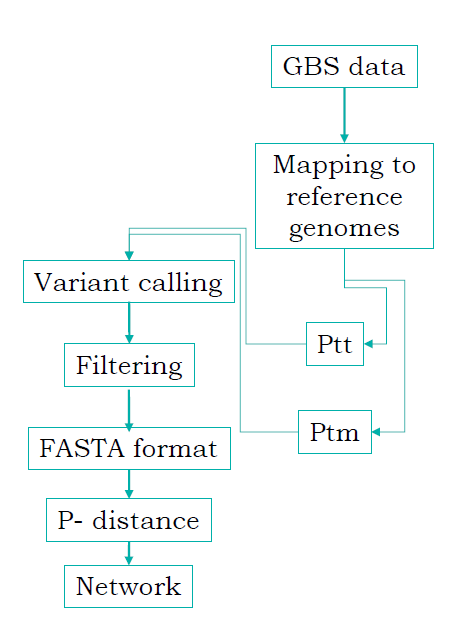 GBS data
Mapping to
reference
genomes
Ptt
Ptm
Variant calling
Filtering
FASTA format
P- distance
Network